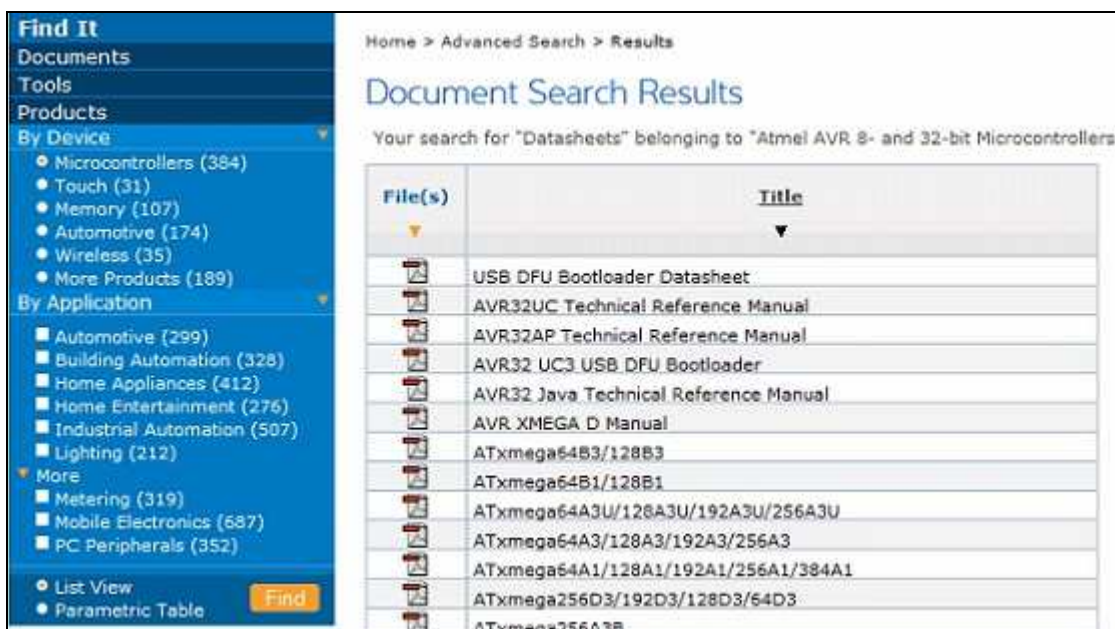 Find It
Documents
Tools
Products
By Device
Microcontrollers (384)
Touch (31)
Memory (107)
Automotive (174)
Wireless (35)
More Products (189)
By Application
Automotive (299)
Building Automation (328)
Home Appliances (412)
Home Entertainment (276)
Industrial Automation (507)
Lighting (212)
More
Metering (319)
Mobile Electronics (687)
PC Peripherals (352)
List View
Parametric Table
Find
Home > Advanced Search > Results
Document Search Results
Your search for "Datasheets" belonging to "Atmel AVR 8- and 32-bit Microcontrollers
File(s) Title
USB DFU Bootloader Datasheet
AVR32UC Technical Reference Manual
AVR32AP Technical Reference Manual
AVR32 UC3 USB DFU Bootloader
AVR32 Java Technical Reference Manual
AVR XMEGA D Manual
ATxmega64B3/128B3
ATxmega64B1/128B1
ATxmega64A3U/128A3U/192A3U/256A3U
ATxmega64A3/128A3/192A3/256A3
ATxmega64A1/128A1/192A1/256A1/384A1
ATxmega256D3/192D3/128D3/64D3
ATxmega256A3B